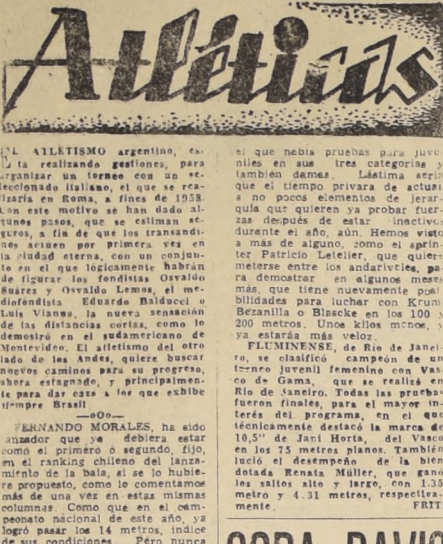 Atléticas
EL ATLETISMO argentino, es-
ta realizando gestiones, para
organizar un torneo con un se-
leccionado italiano, el que se rea-
lizaría en Roma, a fines de 1958.
Con este motivo se han dado al-
gunos pasos, que se estiman se-
guros, a fin de que los transandi-
nos actuen por primera vez en
la ciudad eterna, con un conjun-
to en el que lógicamente habrán
de figurar los fondistas Osvaldo
Suárez y Osvaldo Lemos, el me-
diofondista Eduardo Balducci o
Luis Vianna, la nueva sensación
de las distancias cortas, como lo
demostró en el sudamericano de
Montevideo. El atletismo del otro
lado de los Andes, quiere buscar
nuevos caminos para su progreso,
ahora estagnado, y principalmen-
te para dar caza a los que exhibe
siempre Brasil
—oOo—
FERNANDO MORALES, ha sido
lanzador que ya debiera estar
como el primero o segundo, fijo,
en el ranking chileno del lanza-
miento de la bala, si se lo hubie-
re propuesto, como lo comentamos
más de una vez en estas mismas
columnas. Como que en el cam-
peonato nacional de este año, ya
logró pasar los 14 metros, indice
de sus condiciones. Pero nunca
el que había pruebas para juve-
niles en sus tres categorías y
también damas. Lástima sería
que el tiempo privara de actuar
a no pocos elementos de jerar-
quía que quieren ya probar fuer-
zas después de estar inactivos
durante el año, aún. Hemos visto
a más de alguno, como el sprin-
ter Patricio Letelier, que quiere
meterse entre los andariveles, pa-
ra demostrar en algunos meses
más, que tiene nuevamente posi-
bilidades para luchar con Krumm
Bezanilla o Blascke en los 100 y
200 metros. Unos kilos menos, y
ya estaría más veloz.
FLUMINENSE, de Río de Janei-
ro, se clasificó campeón de un
torneo juvenil femenino con Vas-
co de Gama, que se realizó en
Río de Janeiro. Todas las pruebas
fueron finales, para el mayor in-
terés del programa, en el que
técnicamente destacó la marca de
10,5" de Jani Horta, del Vasco
en los 75 metros planos. También
lució el desempeño de la bien
dotada Renata Müller, que ganó
los saltos alto y largo, con 1.35
metro y 4.31 metros, respectiva-
mente. FRIT
COPA DAVIS